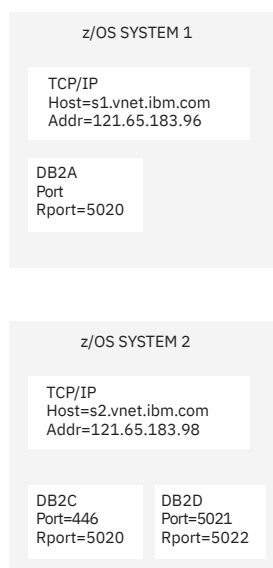 z/OS SYSTEM 1
TCP/IP
Host=s1.vnet.ibm.com
Addr=121.65.183.96
DB2A
Port
Rport=5020
z/OS SYSTEM 2
TCP/IP
Host=s2.vnet.ibm.com
Addr=121.65.183.98
DB2C
Port=446
Rport=5020
DB2D
Port=5021
Rport=5022